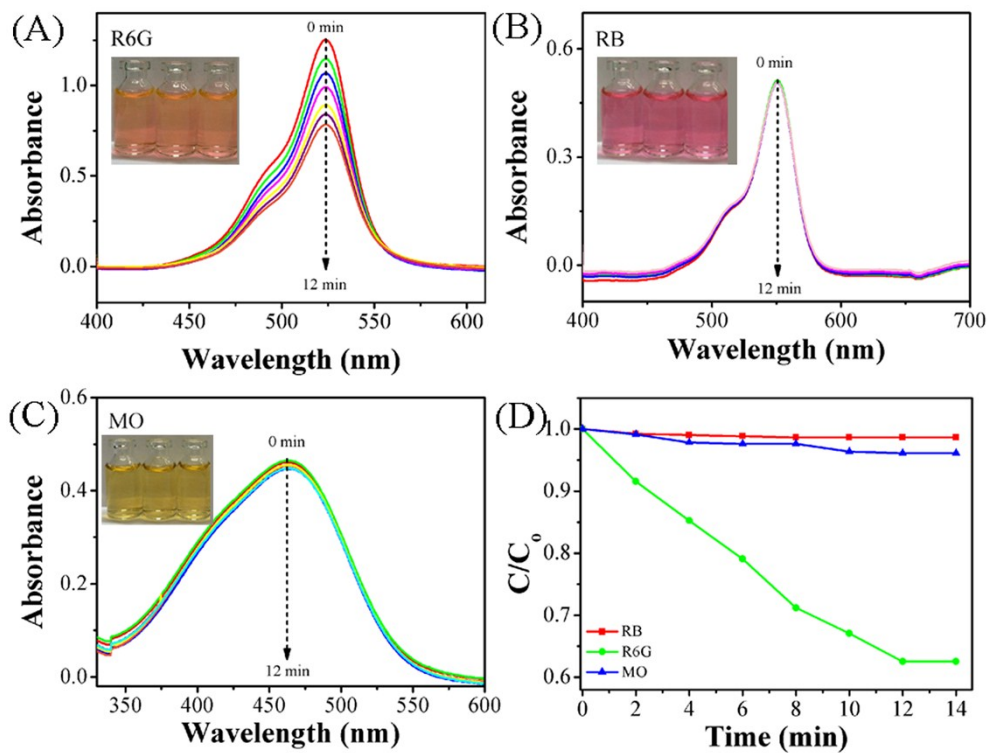 (A)
R6G
0 min
12 min
Absorbance
1.0
0.5
0.0
400 450 500 550 600
Wavelength (nm)
(B)
RB
0 min
12 min
Absorbance
0.6
0.3
0.0
400 500 600 700
Wavelength (nm)
(C)
MO
0 min
12 min
Absorbance
0.6
0.4
0.2
0.0
350 400 450 500 550 600
Wavelength (nm)
(D)
C/Co
1.0
0.9
0.8
0.7
0.6
RB
R6G
MO
0 2 4 6 8 10 12 14
Time (min)